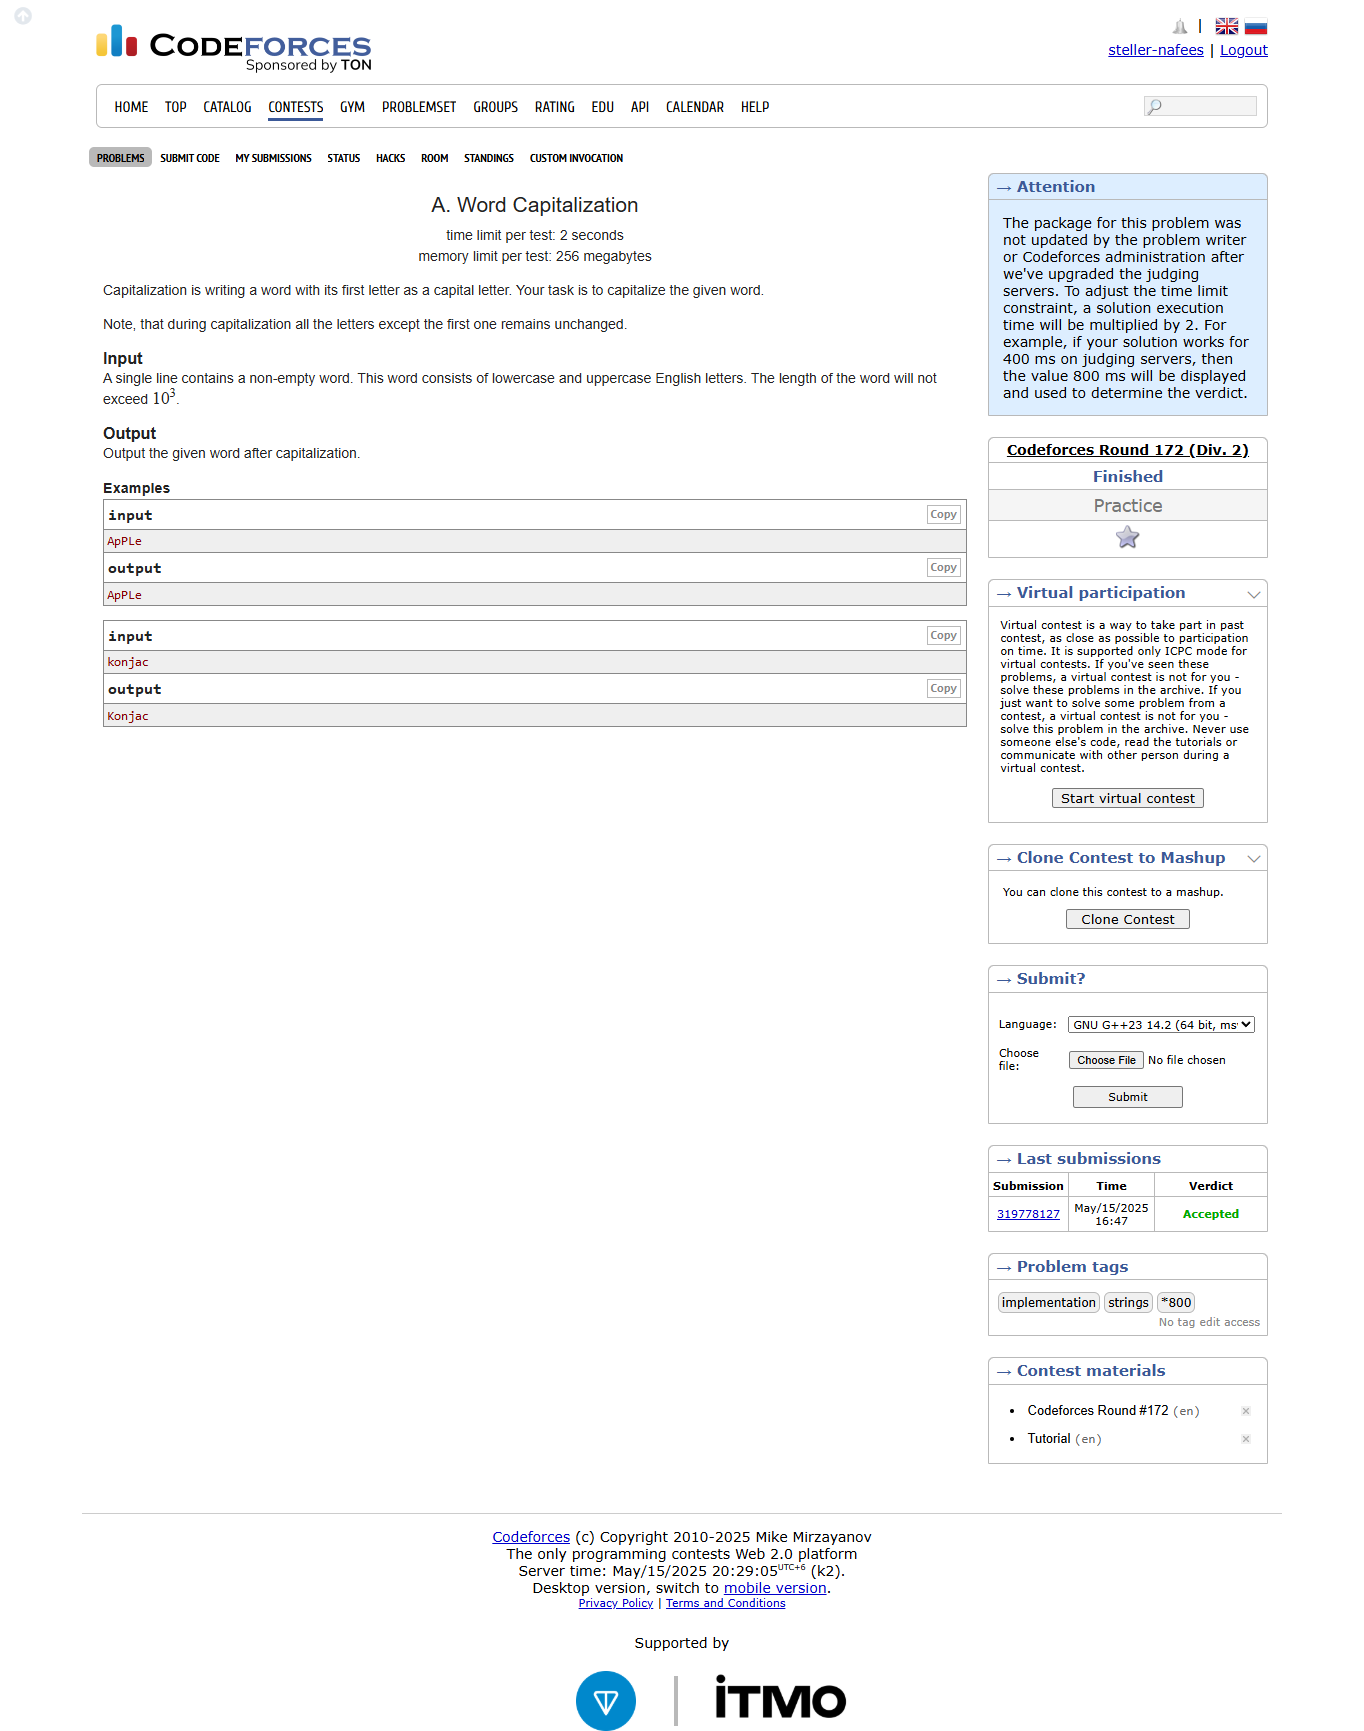 CODEFORCES
Sponsored by TON
|
steller-nafees | Logout
HOME TOP CATALOG CONTESTS GYM PROBLEMSET GROUPS RATING EDU API CALENDAR HELP
PROBLEMS SUBMIT CODE MY SUBMISSIONS STATUS HACKS ROOM STANDINGS CUSTOM INVOCATION
A. Word Capitalization
time limit per test: 2 seconds
memory limit per test: 256 megabytes
Capitalization is writing a word with its first letter as a capital letter. Your task is to capitalize the given word.
Note, that during capitalization all the letters except the first one remains unchanged.
Input
A single line contains a non-empty word. This word consists of lowercase and uppercase English letters. The length of the word will not
exceed 10³.
Output
Output the given word after capitalization.
Examples
input Copy
ApPLe
output Copy
ApPLe
input Copy
konjac
output Copy
Konjac
→ Attention
The package for this problem was
not updated by the problem writer
or Codeforces administration after
we've upgraded the judging
servers. To adjust the time limit
constraint, a solution execution
time will be multiplied by 2. For
example, if your solution works for
400 ms on judging servers, then
the value 800 ms will be displayed
and used to determine the verdict.
Codeforces Round 172 (Div. 2)
Finished
Practice
→ Virtual participation
Virtual contest is a way to take part in past
contest, as close as possible to participation
on time. It is supported only ICPC mode for
virtual contests. If you've seen these
problems, a virtual contest is not for you -
solve these problems in the archive. If you
just want to solve some problem from a
contest, a virtual contest is not for you -
solve this problem in the archive. Never use
someone else's code, read the tutorials or
communicate with other person during a
virtual contest.
Start virtual contest
→ Clone Contest to Mashup
You can clone this contest to a mashup.
Clone Contest
→ Submit?
Language: GNU G++23 14.2 (64 bit, ms
Choose
file: Choose File No file chosen
Submit
→ Last submissions
Submission Time Verdict
319778127 May/15/2025
16:47 Accepted
→ Problem tags
implementation strings *800
No tag edit access
→ Contest materials
• Codeforces Round #172 (en) ×
• Tutorial (en) ×
Codeforces (c) Copyright 2010-2025 Mike Mirzayanov
The only programming contests Web 2.0 platform
Server time: May/15/2025 20:29:05 UTC+6 (k2).
Desktop version, switch to mobile version.
Privacy Policy | Terms and Conditions
Supported by
iTMO